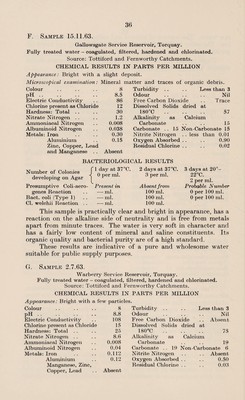 36
F. SAMPLE 15.11.63.
Gallowsgate Service Reservoir, Torquay.
Fully treated water—coagulated, filtered, hardened and chlorinated.
Source: Tottiford and Fernworthy Catchments.
CHEMICAL RESULTS IN PARTS PER MILLION
Appearance: Bright with a slight deposit.
Microscopical examination: Mineral matter and traces of organic debris.
Colour .. .. .. 8 Turbidity .. .. Less than 3
pH .. .. .. 8.5 Odour .. .. .. Nil
Electric Conductivity 86 Free Carbon Dioxide Absent
Chlorine present as Chloride 12 Dissolved Solids dried at
Hardness: Total .. 30 180°C .. .. .. 57
Nitrate Nitrogen .. 1.2 Alkalinity as Calcium
Ammoniacal Nitrogen 0.008 Carbonate .. .. 15
Albuminoid Nitrogen 0.038 Carbonate .. 15 Non-Carbonate 15
Metals: Iron .. 0.30 Nitrite Nitrogen .. less than 0.01
Aluminium 0.18 Oxygen Absorbed .. 0.90
Zinc, Copper, Lead Residual Chlorine .. 0.02
and Manganese .. Absent
BACTERIOLOGICAL RESULTS
Number of Colonies developing on Agar { 1 day at 37°C. 2 days at 37°C. 3 days at 20°-22°C.
0 per ml. 3 per ml. 2 per ml.
Presumptive Coli-aero- Present in Absent from Probable Number
genes Reaction — ml. 100 ml. 0 per 100 ml.
Bact. coli (Type 1) — ml. 100 ml. 0 per 100 ml.
Cl. welchii Reaction — ml. 100 ml.
This sample is practically clear and bright in appearance, has a
reaction on the alkaline side of neutrality and is free from metals
apart from minute traces. The water is very soft in character and
has a fairly low content of mineral and saline constituents. Its
organic quality and bacterial purity are of a high standard.
These results are indicative of a pure and wholesome water
suitable for public supply purposes.
G. SAMPLE 2.7.63.
Warberry Service Reservoir, Torquay.
Fully treated water—coagulated, filtered, hardened and chlorinated.
Source: Tottiford and Fernworthy Catchments.
CHEMICAL RESULTS IN PARTS PER MILLION
Appearance: Bright with a few particles.
Colour .. .. .. 8 Turbidity .. .. Less than 3
pH .. .. .. 8.8 Odour .. .. .. Nil
Electric Conductivity 108 Free Carbon Dioxide Absent
Chlorine present as Chloride 13 Dissolved Solids dried at
Hardness: Total .. 25 180°C .. .. .. 73
Nitrate Nitrogen .. 8.6 Alkalinity as Calcium
Ammoniacal Nitrogen 0.008 Carbonate .. .. 19
Albuminoid Nitrogen 0.04 Carbonate .. 19 Non-Carbonate 6
Metals: Iron .. 0.112 Nitrite Nitrogen .. Absent
Aluminium 0.12 Oxygen Absorbed .. 0.80
Manganese, Zinc, Residual Chlorine .. 0.03
Copper, Lead .. Absent